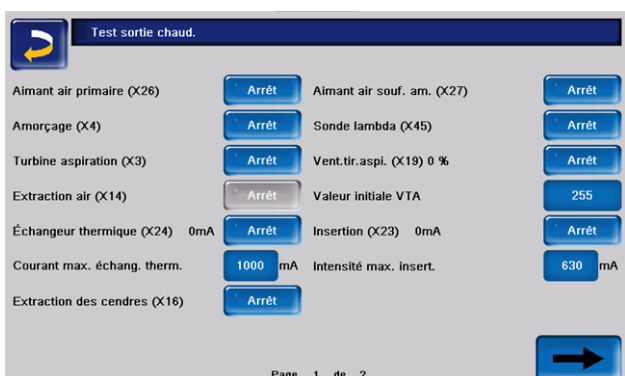 Test sortie chaud.
Aimant air primaire (X26) Arrêt Aimant air souf. am. (X27) Arrêt
Amorçage (X4) Arrêt Sonde lambda (X45) Arrêt
Turbine aspiration (X3) Arrêt Vent.tir.aspi. (X19) 0 % Arrêt
Extraction air (X14) Arrêt Valeur initiale VTA 255
Échangeur thermique (X24) 0mA Arrêt Insertion (X23) 0mA Arrêt
Courant max. échang. therm. 1000 mA Intensité max. insert. 630 mA
Extraction des cendres (X16) Arrêt
Page 1 de 2